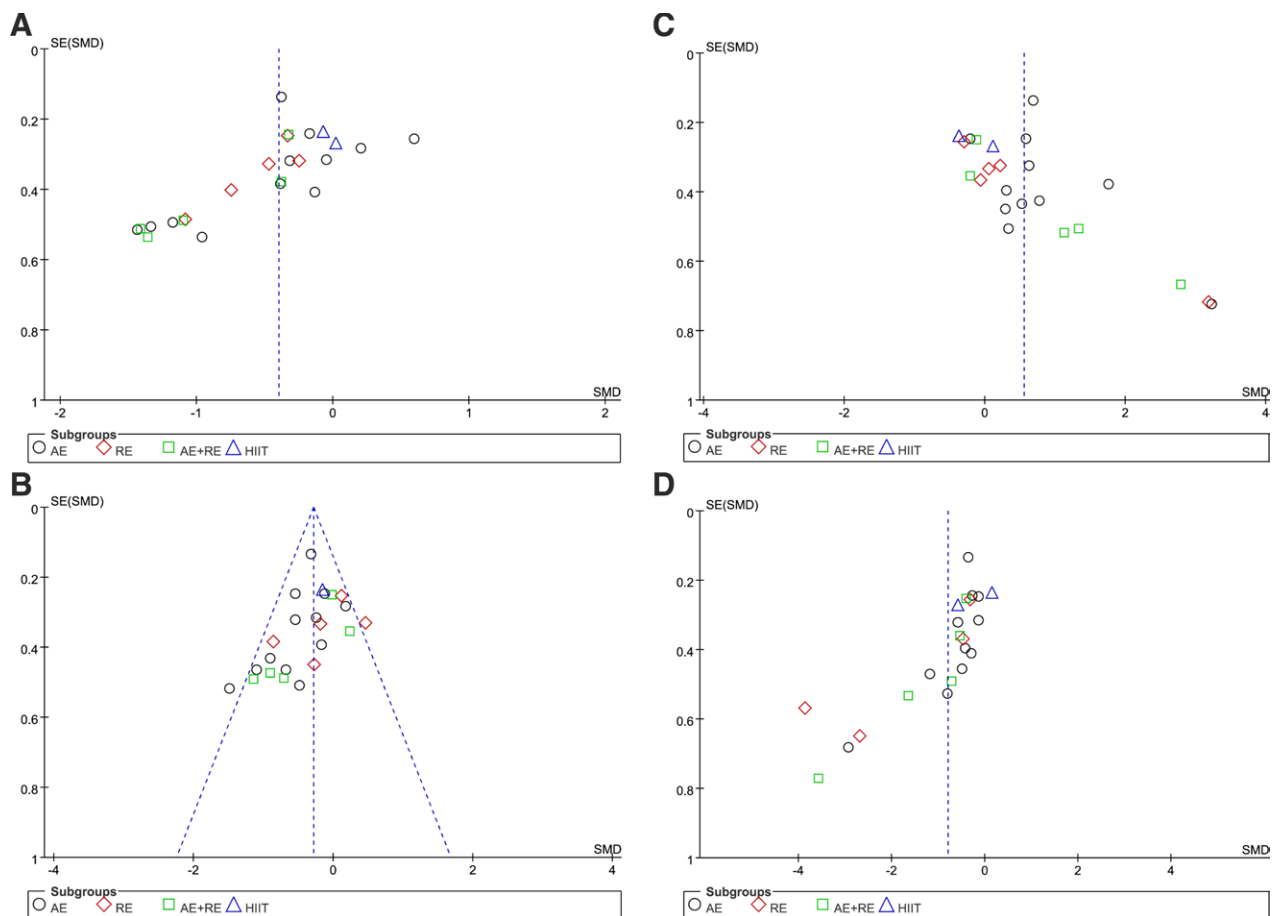 A
SE(SMD)
0
0.2
0.4
0.6
0.8
1
SMD
-2 -1 0 1 2
Subgroups
AE RE AE+RE HIIT
C
SE(SMD)
0
0.2
0.4
0.6
0.8
1
SMD
-4 -2 0 2 4
Subgroups
AE RE AE+RE HIIT
B
SE(SMD)
0
0.2
0.4
0.6
0.8
1
SMD
-4 -2 0 2 4
Subgroups
AE RE AE+RE HIIT
D
SE(SMD)
0
0.2
0.4
0.6
0.8
1
SMD
-4 -2 0 2 4
Subgroups
AE RE AE+RE HIIT